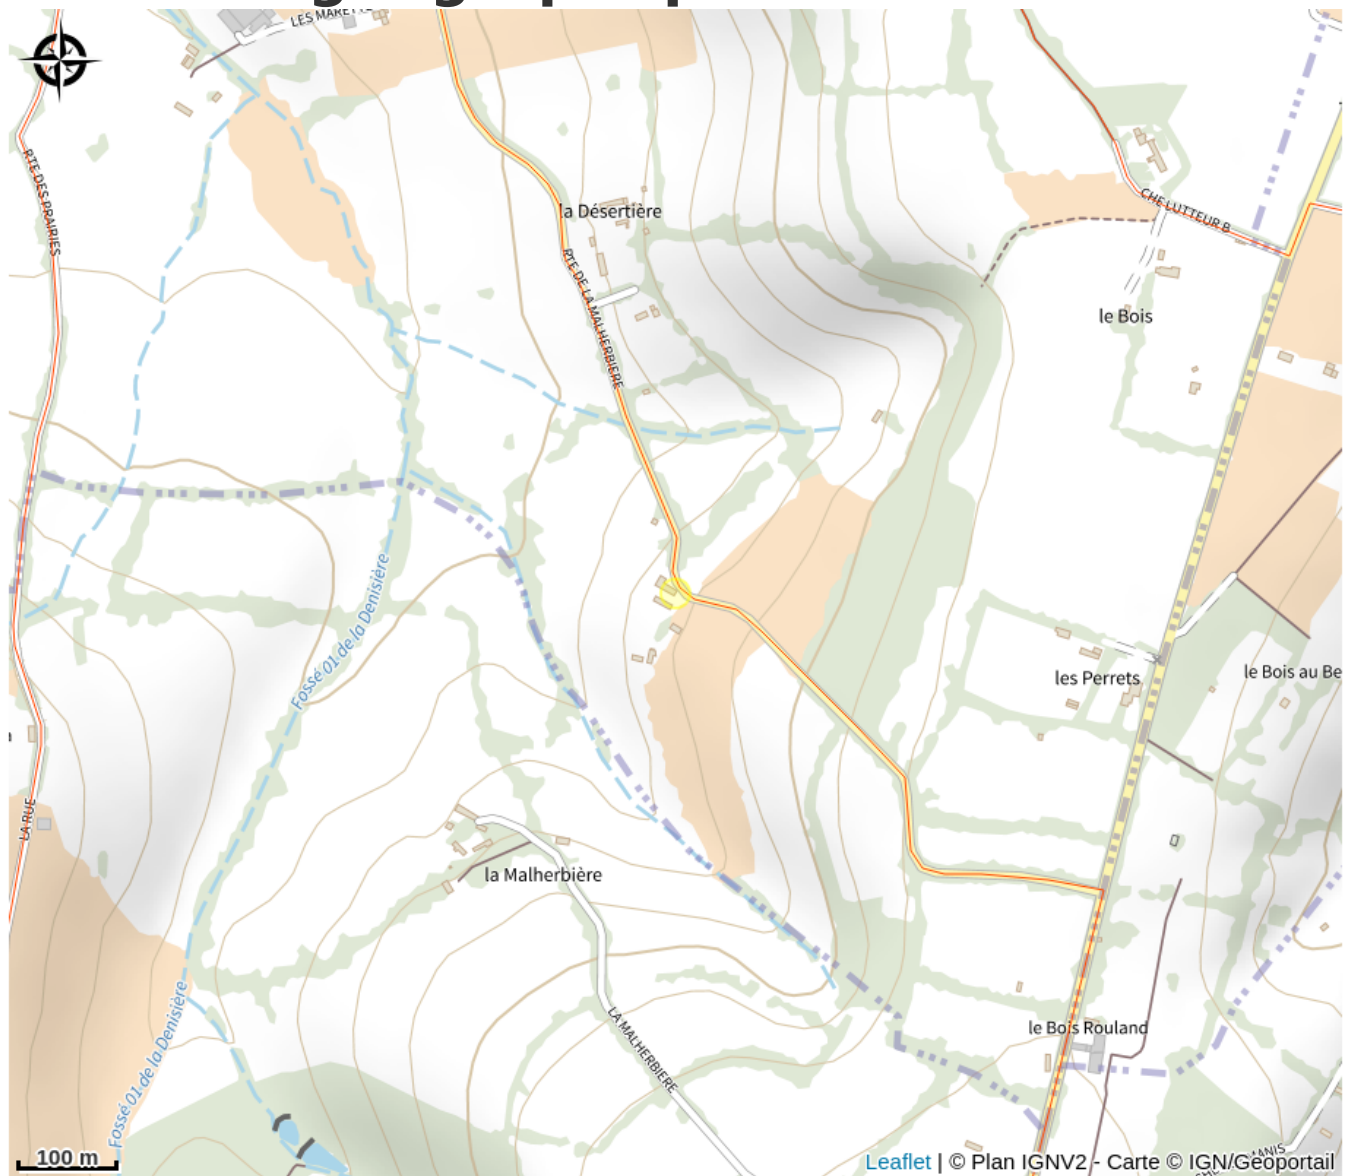 LES MARETTES
RTE DES PRAIRIES
la Désertière
CHE LUTTEUR B
RTE DE LA MALHERBIERE
le Bois
Fossé 01 de la Denisière
les Perrets
le Bois au Be
LA RUE
la Malherbière
Fossé 01 de la Denisière
LA MALHERBIERE
le Bois Rouland
100 m
Leaflet | © Plan IGNV2 - Carte © IGN/Géoportail